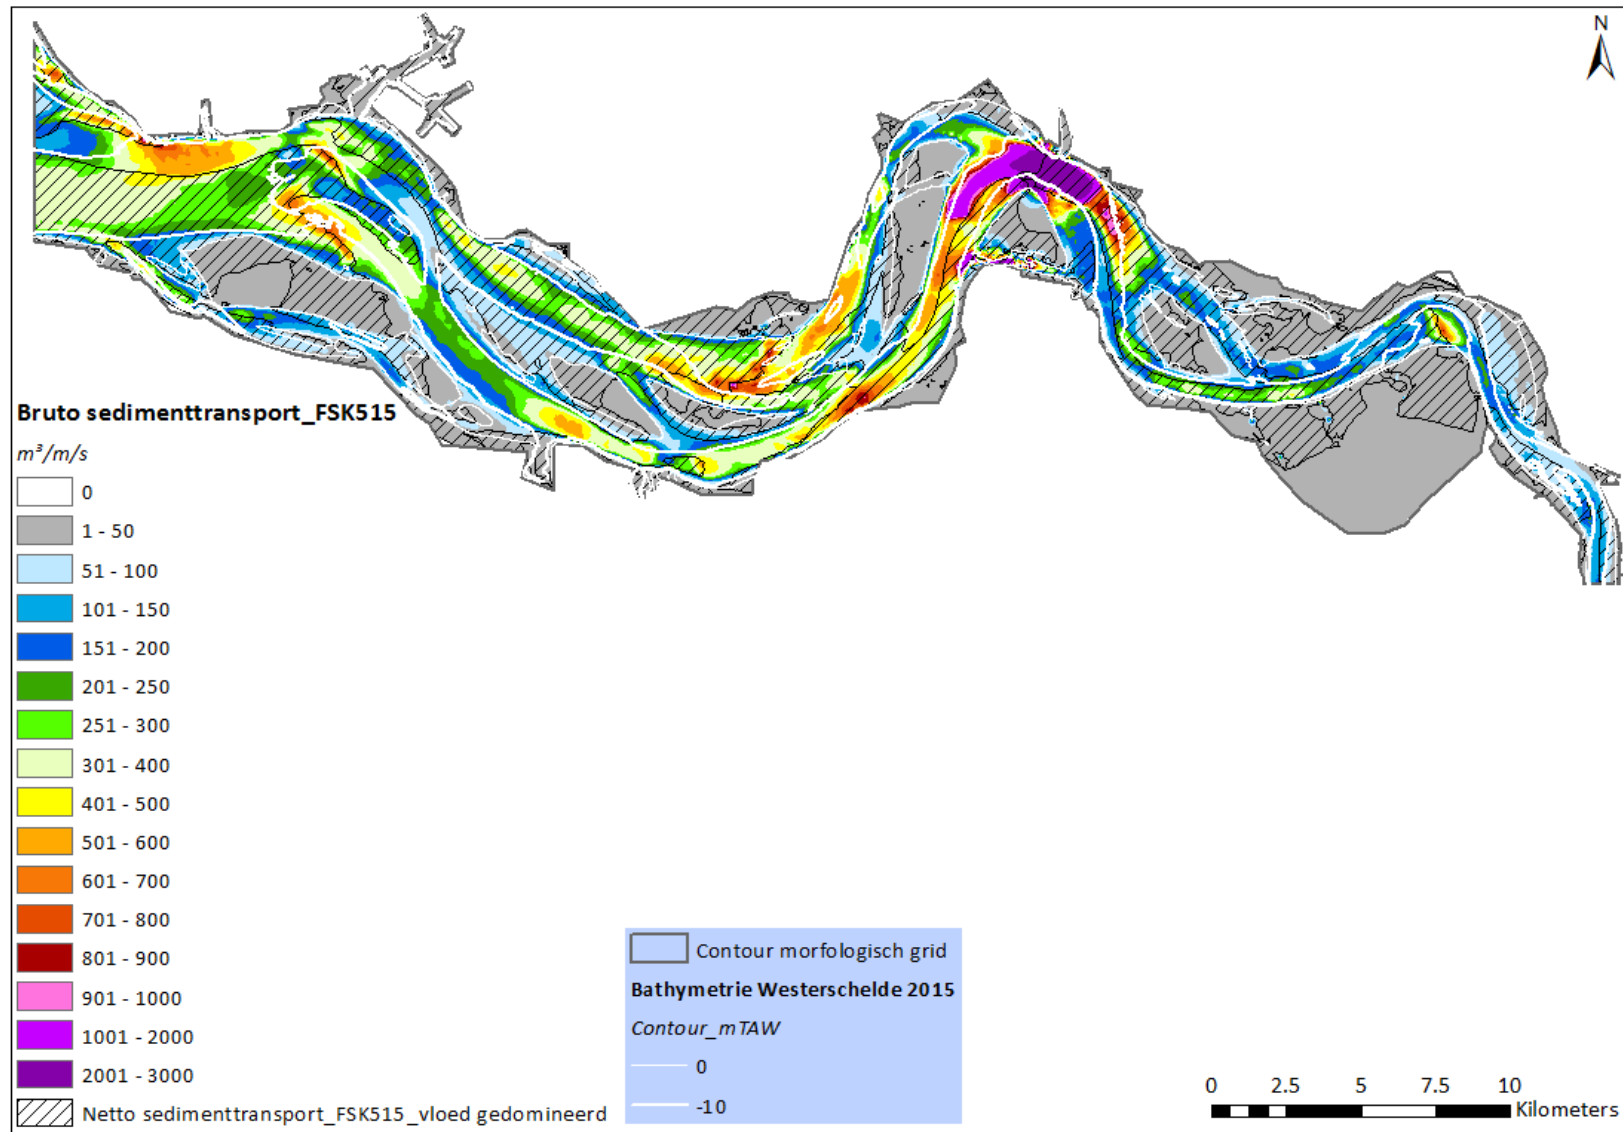 N
Bruto sedimenttransport_FSK515
m³/m/s
0
1 - 50
51 - 100
101 - 150
151 - 200
201 - 250
251 - 300
301 - 400
401 - 500
501 - 600
601 - 700
701 - 800
801 - 900
901 - 1000
1001 - 2000
2001 - 3000
Netto sedimenttransport_FSK515_vloed gedomineerd
Contour morfologisch grid
Bathymetrie Westerschelde 2015
Contour_mTAW
0
-10
0 2.5 5 7.5 10
Kilometers